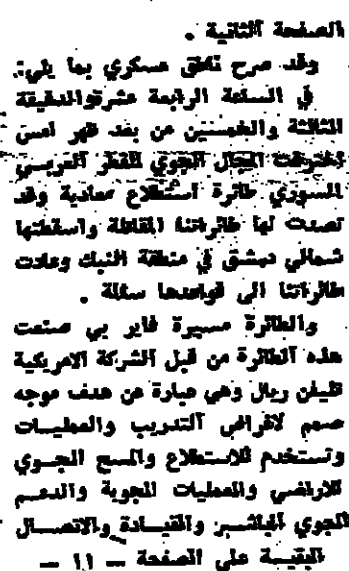 الصفحة الثانية .
وقد صرح ناطق عسكري بما يلي:
في الساعة الرابعة عشرة والدقيقة
الثالثة والخمسين من بعد ظهر امس
اخترقت المجال الجوي للقطر العربي
السوري طائرة استطلاع معادية وقد
تصدت لها طائراتنا المقاتلة واسقطتها
شمالي دمشق في منطقة النبك وعادت
طائراتنا الى قواعدها سالمة .
والطائرة مسيرة فاير بي صنعت
هذه الطائرة من قبل الشركة الامريكية
تليفن ريال وهي عبارة عن هدف موجه
صمم لاغراض التدريب والعمليات
وتستخدم للاستطلاع والمسح الجوي
للاراضي والعمليات الجوية والدعم
الجوي المباشر والقيادة والاتصال
البقية على الصفحة — ١١ —